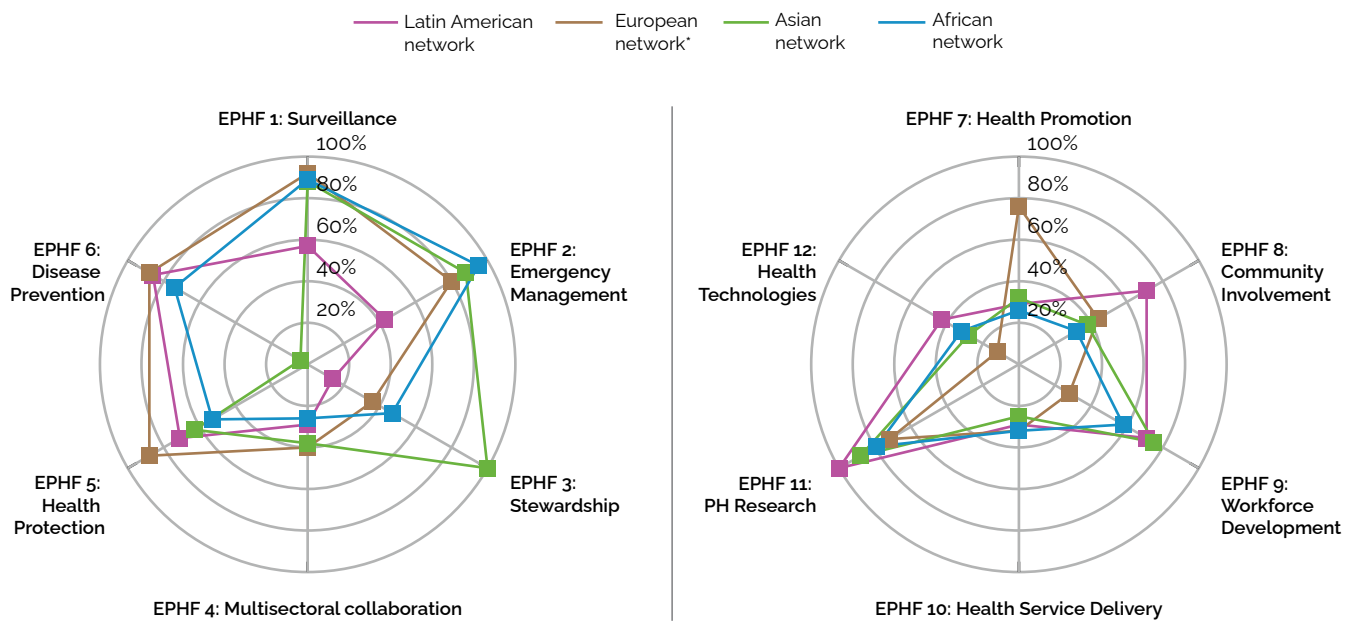 Latin American
network
European
network*
Asian
network
African
network
EPHF 1: Surveillance
100%
80%
60%
40%
20%
EPHF 2:
Emergency
Management
EPHF 3:
Stewardship
EPHF 4: Multisectoral collaboration
EPHF 5:
Health
Protection
EPHF 6:
Disease
Prevention
EPHF 7: Health Promotion
100%
80%
60%
40%
20%
EPHF 8:
Community
Involvement
EPHF 9:
Workforce
Development
EPHF 10: Health Service Delivery
EPHF 11:
PH Research
EPHF 12:
Health
Technologies